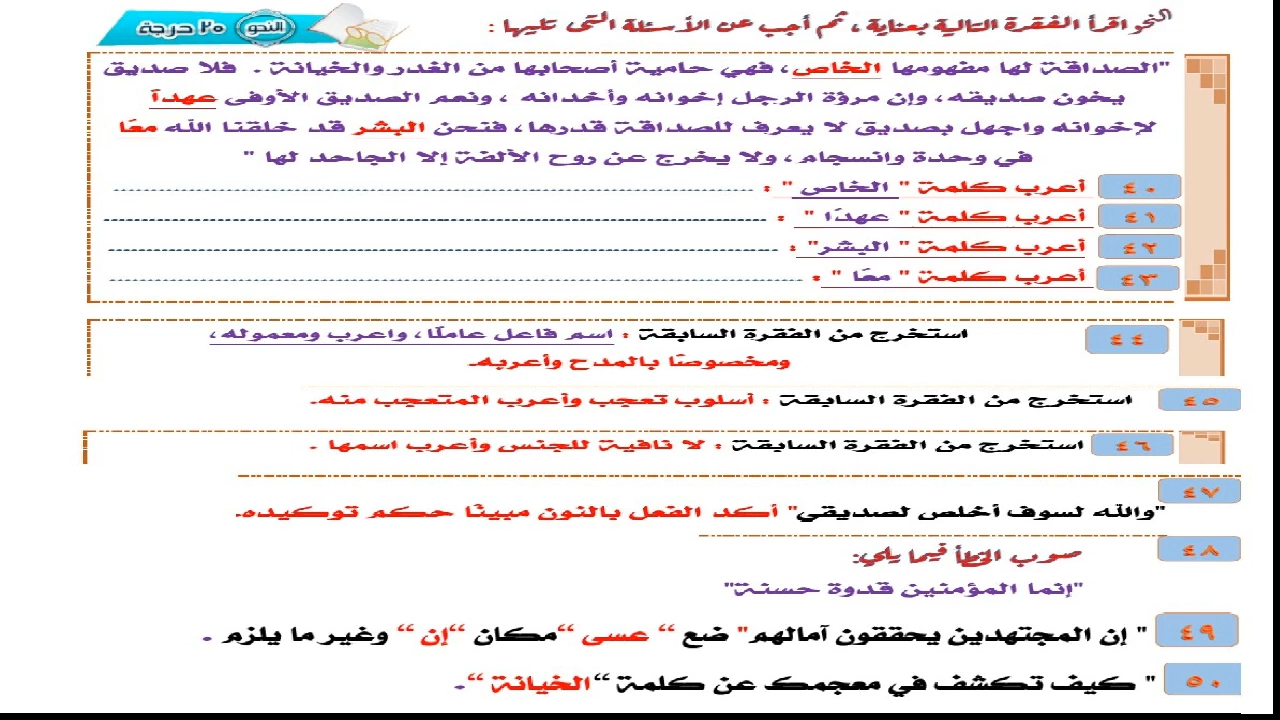 النحو ٢٠ درجة
النحو اقرأ الفقرة التالية بعناية ، ثم أجب عن الأسئلة التى تليها :
"الصداقة لها مفهومها الخاص، فهي حامية أصحابها من الغدر والخيانة . فلا صديق
يخون صديقه، وإن مرؤة الرجل إخوانه وأخدانه ، ونعم الصديق الأوفى عهداً
لإخوانه واجهل بصديق لا يعرف للصداقة قدرها، فنحن البشر قد خلقنا الله معًا
في وحدة وانسجام ، ولا يخرج عن روح الألفة إلا الجاحد لها "
٤٠ أعرب كلمة " الخاص " :
٤١ أعرب كلمة " عهدًا " :
٤٢ أعرب كلمة " البشر" :
٤٣ أعرب كلمة " معًا " :
٤٤ استخرج من الفقرة السابقة : اسم فاعل عاملًا، واعرب ومعموله،
ومخصوصًا بالمدح وأعربه.
٤٥ استخرج من الفقرة السابقة : أسلوب تعجب وأعرب المتعجب منه.
٤٦ استخرج من الفقرة السابقة : لا نافية للجنس وأعرب اسمها .
٤٧
"والله لسوف أخلص لصديقي" أكد الفعل بالنون مبينًا حكم توكيده.
٤٨ صوب الخطأ فيما يلي:
"إنما المؤمنين قدوة حسنة"
٤٩ " إن المجتهدين يحققون آمالهم" ضع “ عسى “مكان “إن “ وغير ما يلزم .
٥٠ " كيف تكشف في معجمك عن كلمة “الخيانة “.